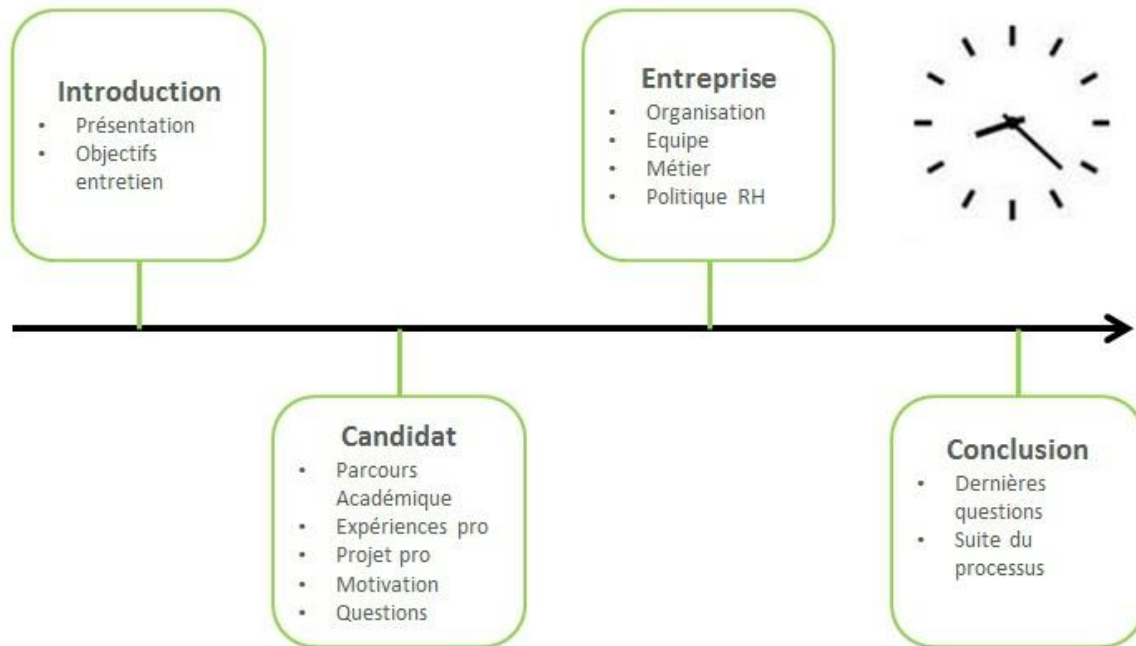 Introduction
• Présentation
• Objectifs
entretien
Candidat
• Parcours
Académique
• Expériences pro
• Projet pro
• Motivation
• Questions
Entreprise
• Organisation
• Equipe
• Métier
• Politique RH
Conclusion
• Dernières
questions
• Suite du
processus